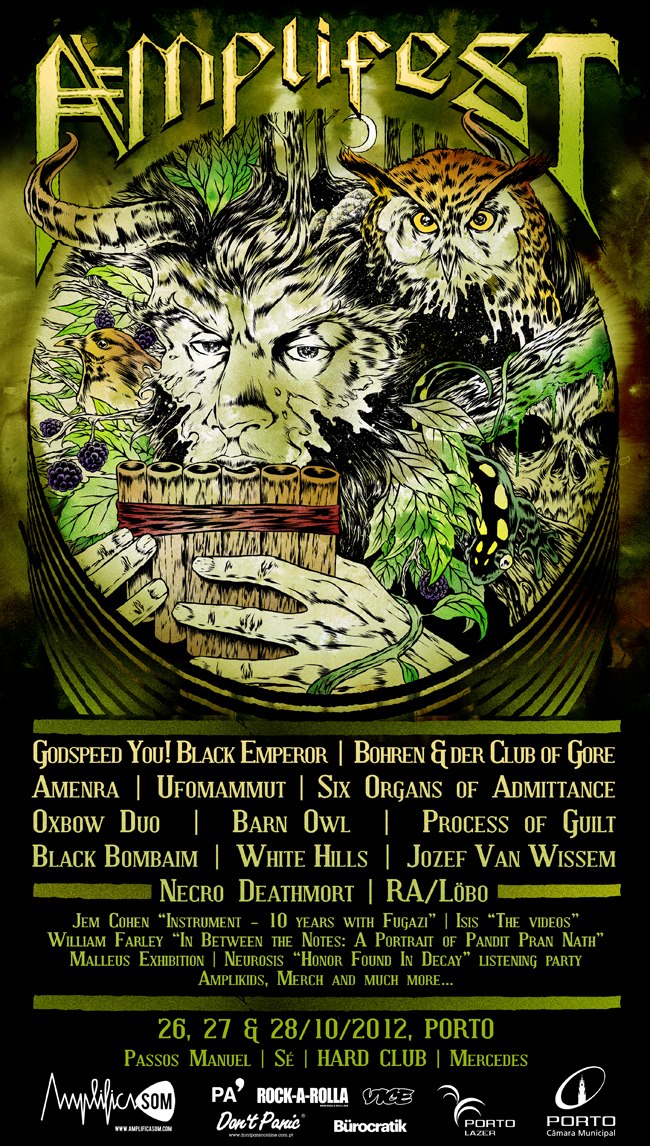 Amplifest
Godspeed You! Black Emperor | Bohren & der Club of Gore
Amenra | Ufomammut | Six Organs of Admittance
Oxbow Duo | Barn Owl | Process of Guilt
Black Bombaim | White Hills | Jozef Van Wissem
Necro Deathmort | RA/Löbo
Jem Cohen “Instrument - 10 years with Fugazi” | Isis “The videos”
William Farley “In Between the Notes: A Portrait of Pandit Pran Nath”
Malleus Exhibition | Neurosis “Honor Found In Decay” listening party
Amplikids, Merch and much more...
26, 27 & 28/10/2012, PORTO
Passos Manuel | Sé | HARD CLUB | Mercedes
AmplificaSOM
WWW.AMPLIFICASOM.COM
PA’
ROCK-A-ROLLA
VICE
Don't Panic
www.dontpaniconline.com.pt
Bürocratik
PORTO
LAZER
PORTO
Câmara Municipal